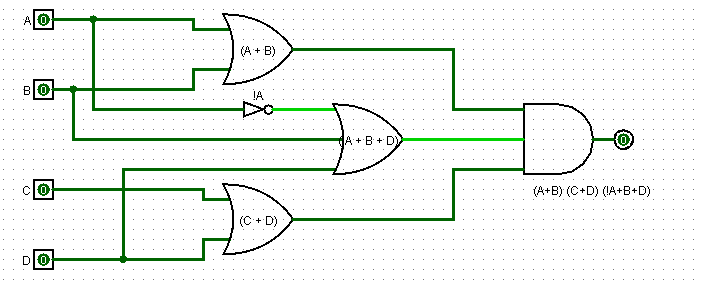 A 0
(A + B)
B 0
!A
(A + B + D)
0
C 0
(A+B) (C+D) (!A+B+D)
(C + D)
D 0